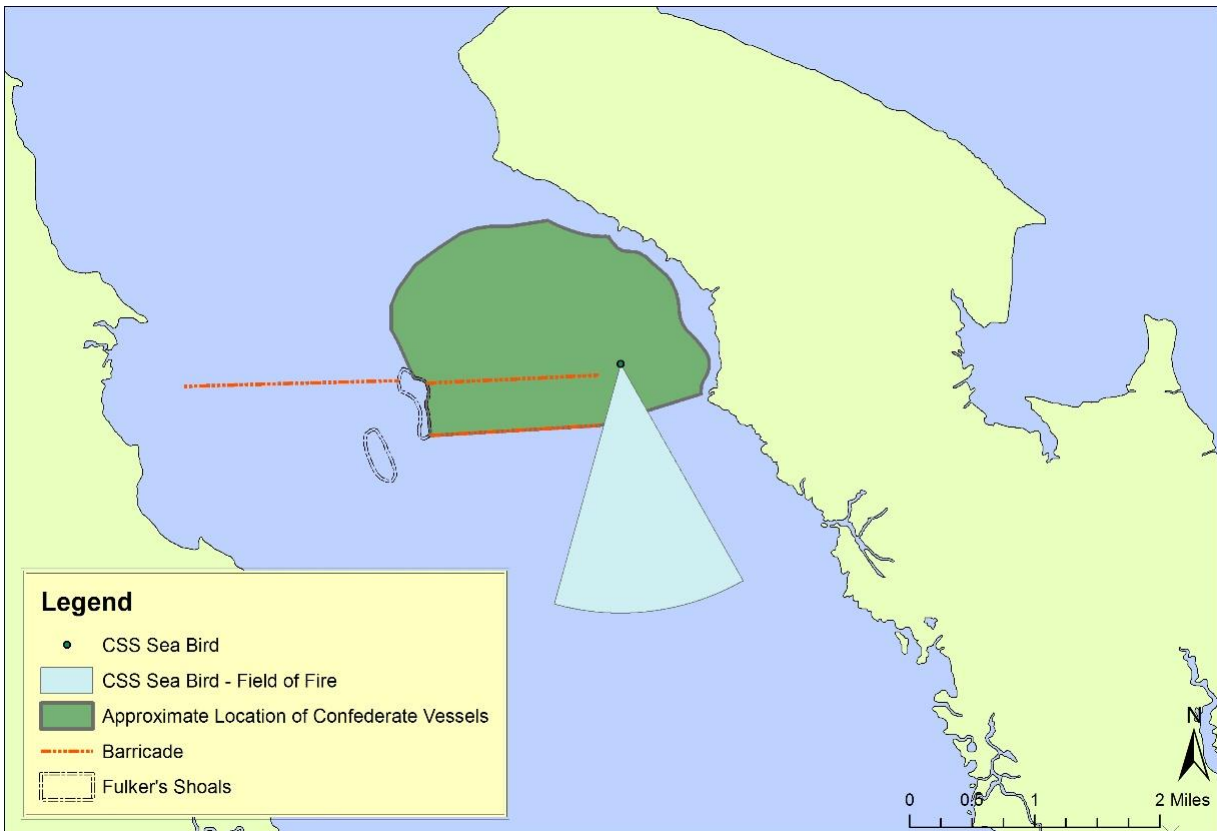 Legend
CSS Sea Bird
CSS Sea Bird - Field of Fire
Approximate Location of Confederate Vessels
Barricade
Fulker's Shoals
N
0 0.5 1 2 Miles